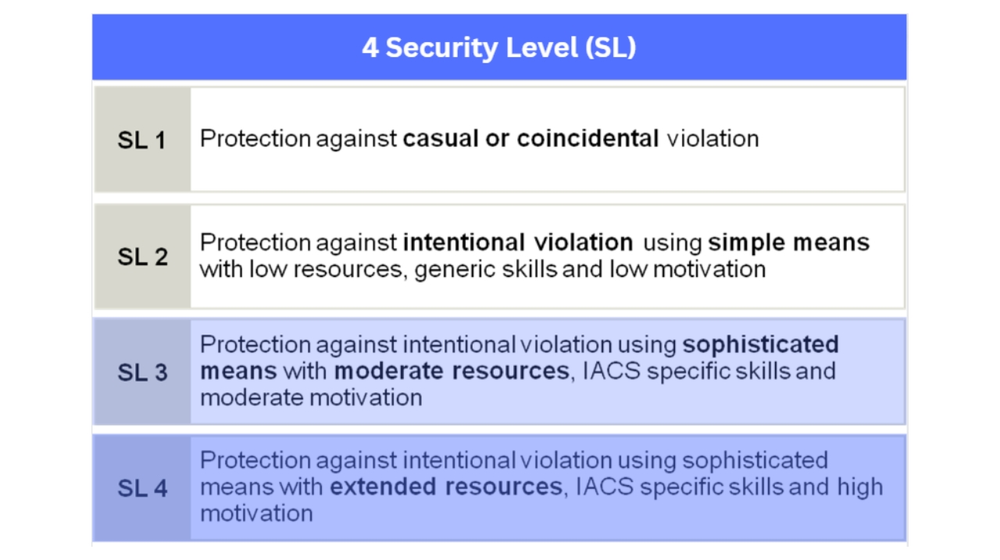 4 Security Level (SL)
SL 1
Protection against casual or coincidental violation
SL 2
Protection against intentional violation using simple means
with low resources, generic skills and low motivation
SL 3
Protection against intentional violation using sophisticated
means with moderate resources, IACS specific skills and
moderate motivation
SL 4
Protection against intentional violation using sophisticated
means with extended resources, IACS specific skills and high
motivation